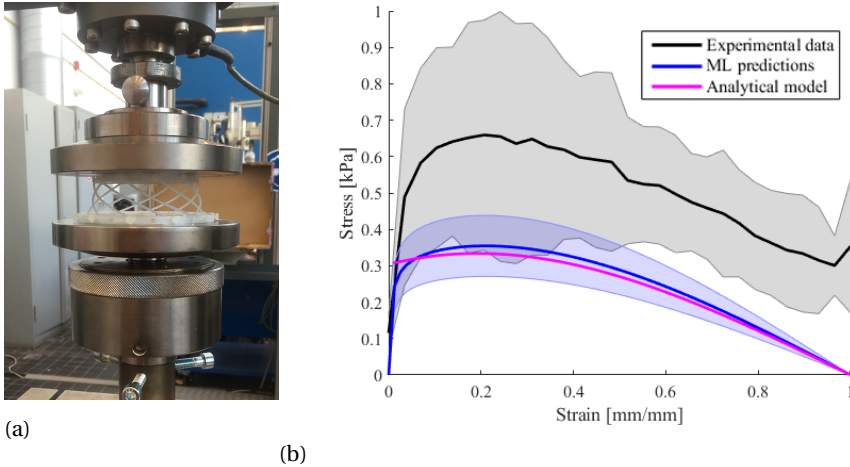 1
0.9
0.8
0.7
0.6
0.5
0.4
0.3
0.2
0.1
0
Stress [kPa]
Experimental data
ML predictions
Analytical model
0 0.2 0.4 0.6 0.8 1
Strain [mm/mm]
(a)
(b)